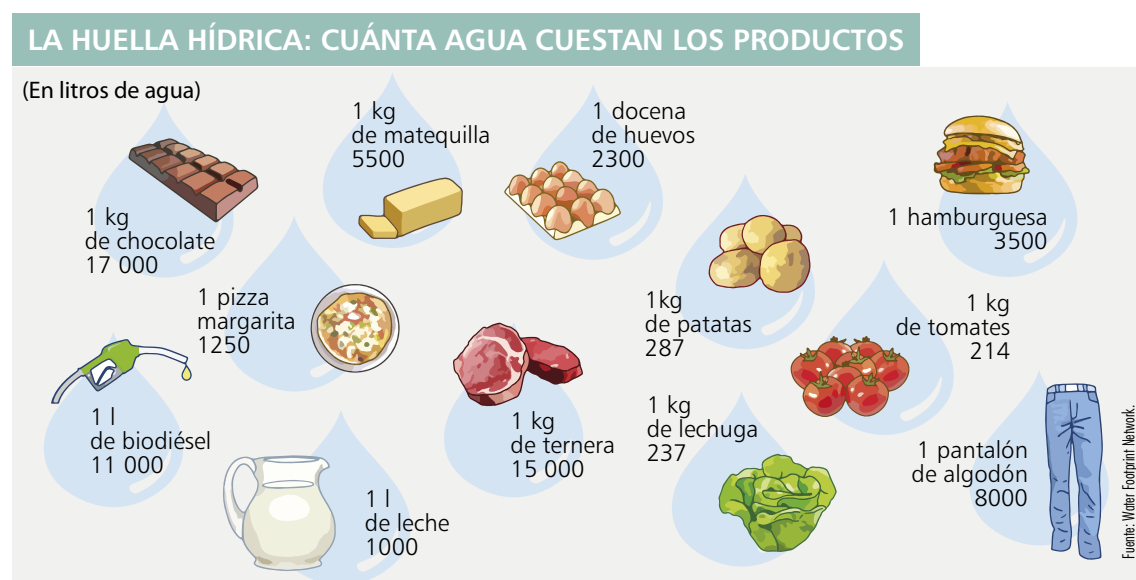 LA HUELLA HÍDRICA: CUÁNTA AGUA CUESTAN LOS PRODUCTOS
(En litros de agua)
1 kg
de chocolate
17 000
1 kg
de matequilla
5500
1 docena
de huevos
2300
1 hamburguesa
3500
1 pizza
margarita
1250
1kg
de patatas
287
1 kg
de tomates
214
1 l
de biodiésel
11 000
1 l
de leche
1000
1 kg
de ternera
15 000
1 kg
de lechuga
237
1 pantalón
de algodón
8000
Fuente: Water Footprint Network.